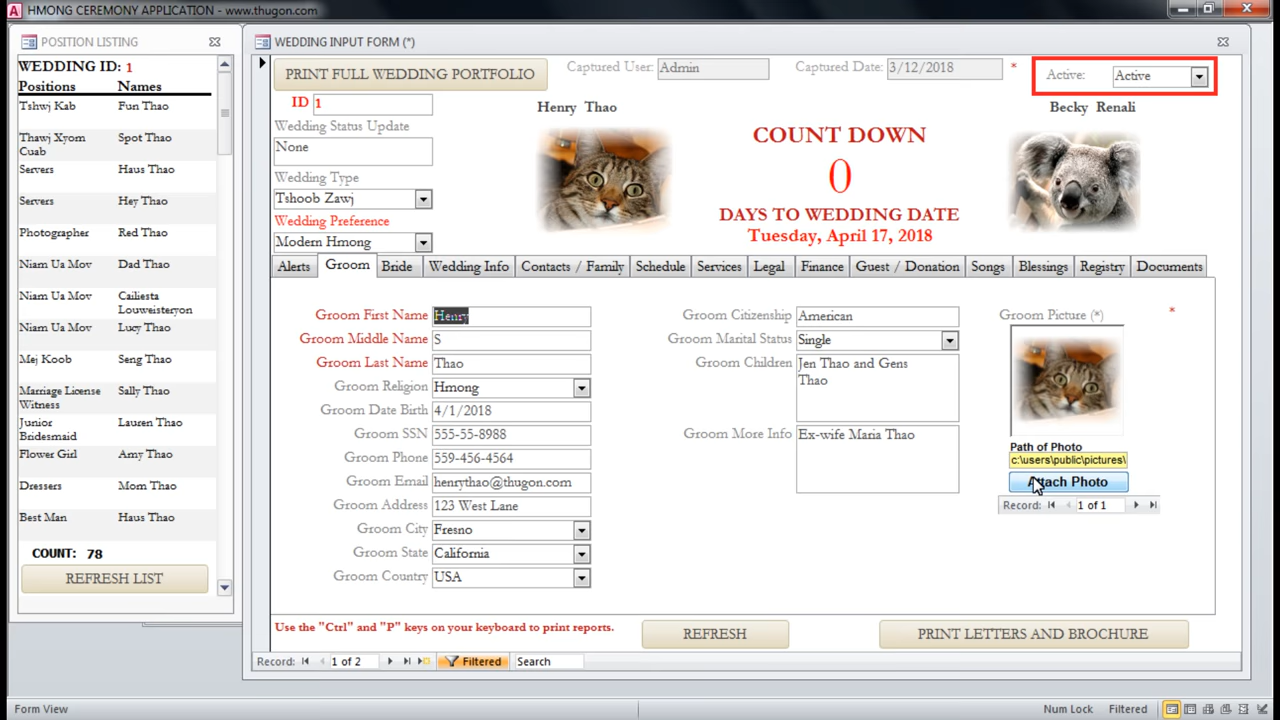 HMONG CEREMONY APPLICATION - www.thugon.com
POSITION LISTING
WEDDING ID: 1
Positions Names
Tshwj Kab Fun Thao
Thawj Xyom Cuab Spot Thao
Servers Haus Thao
Servers Hey Thao
Photographer Red Thao
Niam Ua Mov Dad Thao
Niam Ua Mov Cailiesta Louweisteryon
Niam Ua Mov Lucy Thao
Mej Koob Seng Thao
Marriage License Witness Sally Thao
Junior Bridesmaid Lauren Thao
Flower Girl Amy Thao
Dressers Mom Thao
Best Man Haus Thao
COUNT: 78
REFRESH LIST
WEDDING INPUT FORM (*)
PRINT FULL WEDDING PORTFOLIO
Captured User: Admin
Captured Date: 3/12/2018 *
Active: Active
ID 1
Wedding Status Update
None
Wedding Type
Tshoob Zawj
Wedding Preference
Modern Hmong
Henry Thao
COUNT DOWN
0
DAYS TO WEDDING DATE
Tuesday, April 17, 2018
Becky Renali
Alerts Groom Bride Wedding Info Contacts / Family Schedule Services Legal Finance Guest / Donation Songs Blessings Registry Documents
Groom First Name Henry
Groom Middle Name S
Groom Last Name Thao
Groom Religion Hmong
Groom Date Birth 4/1/2018
Groom SSN 555-55-8988
Groom Phone 559-456-4564
Groom Email henrythao@thugon.com
Groom Address 123 West Lane
Groom City Fresno
Groom State California
Groom Country USA
Groom Citizenship American
Groom Marital Status Single
Groom Children Jen Thao and Gens
Thao
Groom More Info Ex-wife Maria Thao
Groom Picture (*) *
Path of Photo
c:\users\public\pictures\
Attach Photo
Record: 1 of 1
Use the "Ctrl" and "P" keys on your keyboard to print reports.
REFRESH
PRINT LETTERS AND BROCHURE
Record: 1 of 2 Filtered Search
Form View Num Lock Filtered